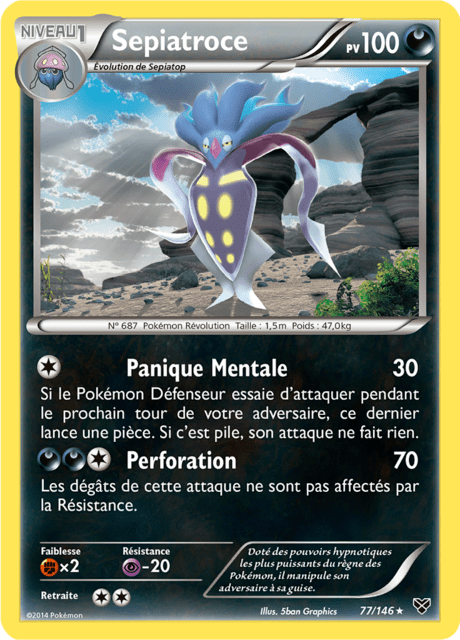 NIVEAU 1
Sepiatroce
PV 100
Évolution de Sepiatop
N° 687 Pokémon Révolution Taille : 1,5m Poids : 47,0kg
Panique Mentale 30
Si le Pokémon Défenseur essaie d'attaquer pendant
le prochain tour de votre adversaire, ce dernier
lance une pièce. Si c'est pile, son attaque ne fait rien.
Perforation 70
Les dégâts de cette attaque ne sont pas affectés par
la Résistance.
Faiblesse
×2
Résistance
-20
Retraite
Doté des pouvoirs hypnotiques
les plus puissants du règne des
Pokémon, il manipule son
adversaire à sa guise.
©2014 Pokémon
Illus. 5ban Graphics
77/146
XY